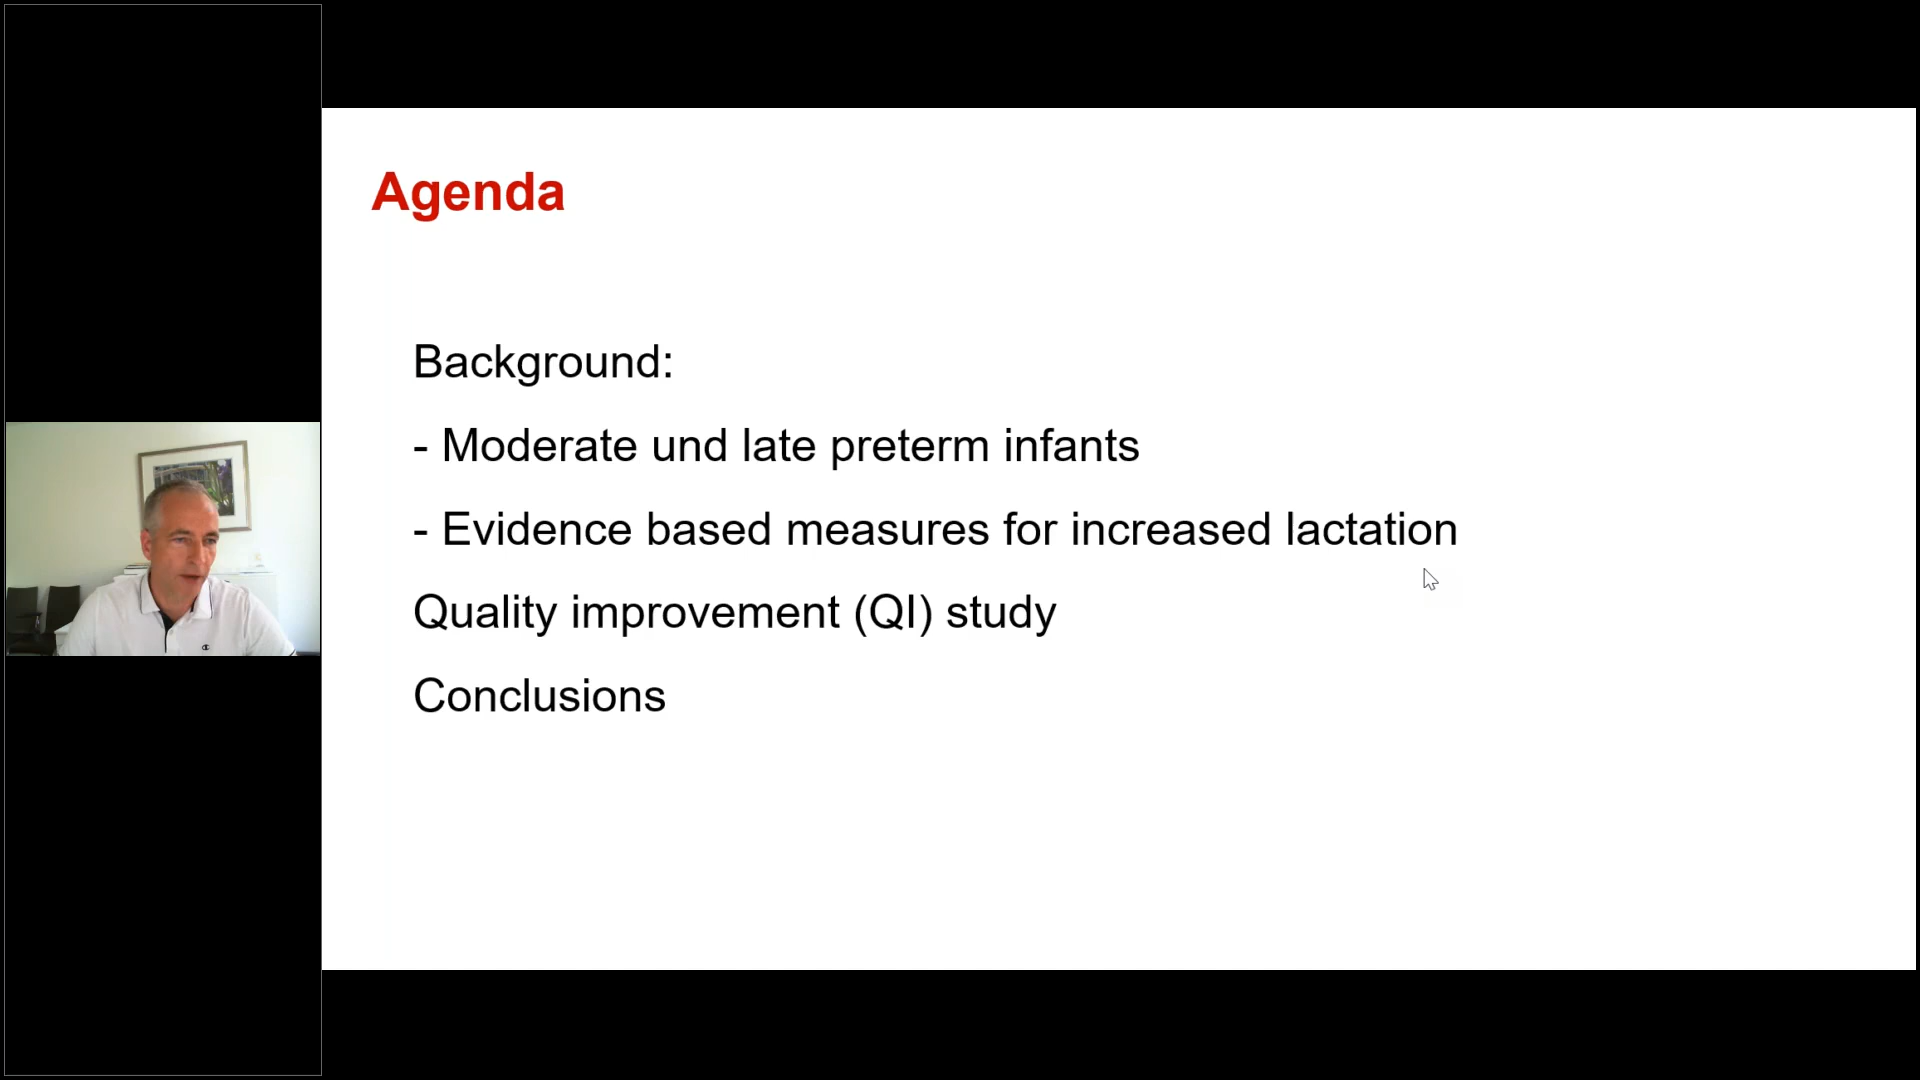 Agenda
Background:
- Moderate und late preterm infants
- Evidence based measures for increased lactation
Quality improvement (QI) study
Conclusions